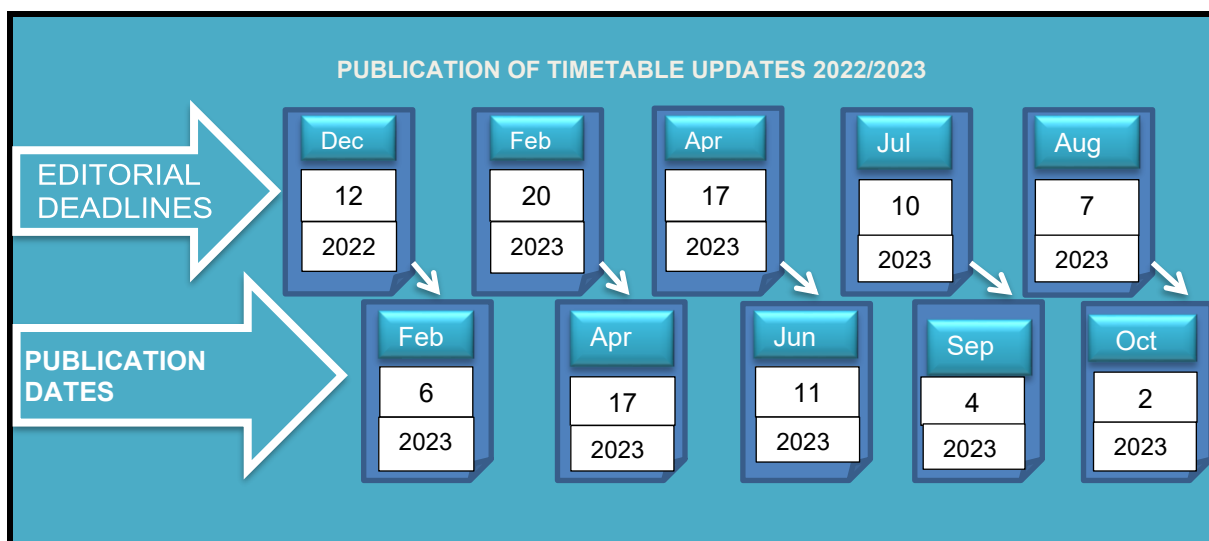 PUBLICATION OF TIMETABLE UPDATES 2022/2023
EDITORIAL
DEADLINES
Dec
12
2022
Feb
20
2023
Apr
17
2023
Jul
10
2023
Aug
7
2023
PUBLICATION
DATES
Feb
6
2023
Apr
17
2023
Jun
11
2023
Sep
4
2023
Oct
2
2023